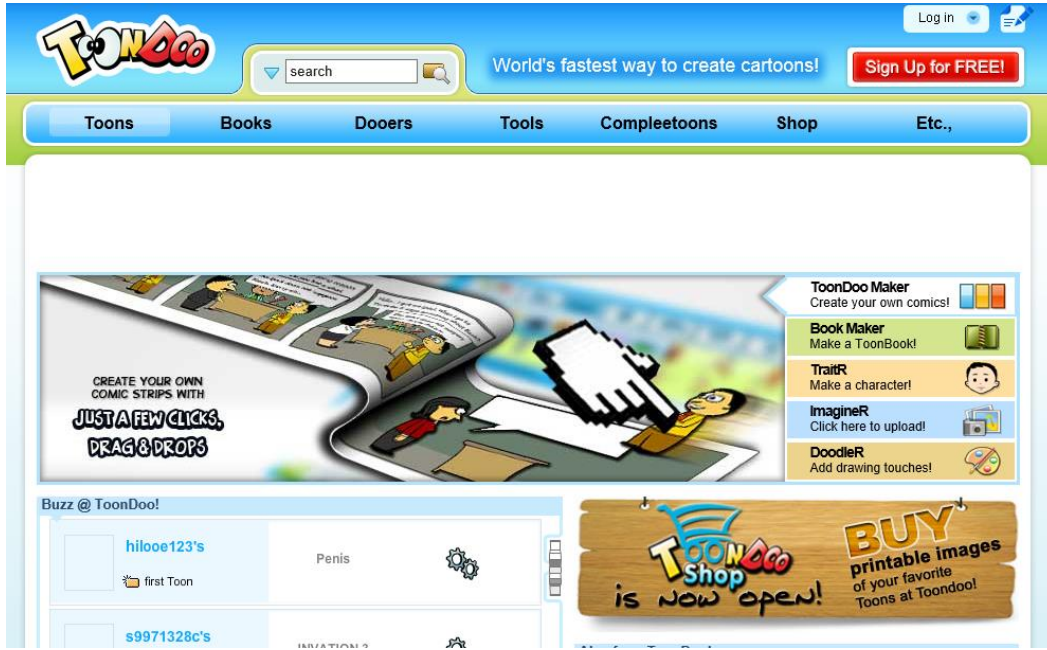 Log in
TOONDOO
search
World's fastest way to create cartoons!
Sign Up for FREE!
Toons Books Dooers Tools Compleetoons Shop Etc.,
ToonDoo Maker
Create your own comics!
Book Maker
Make a ToonBook!
TraitR
Make a character!
CREATE YOUR OWN
COMIC STRIPS WITH
JUST A FEW CLICKS,
DRAG & DROPS
ImagineR
Click here to upload!
DoodleR
Add drawing touches!
Buzz @ ToonDoo!
hilooe123's
first Toon
Penis
s9971328c's
TOONDOO
Shop
is now open!
BUY
printable images
of your favorite
Toons at Toondoo!